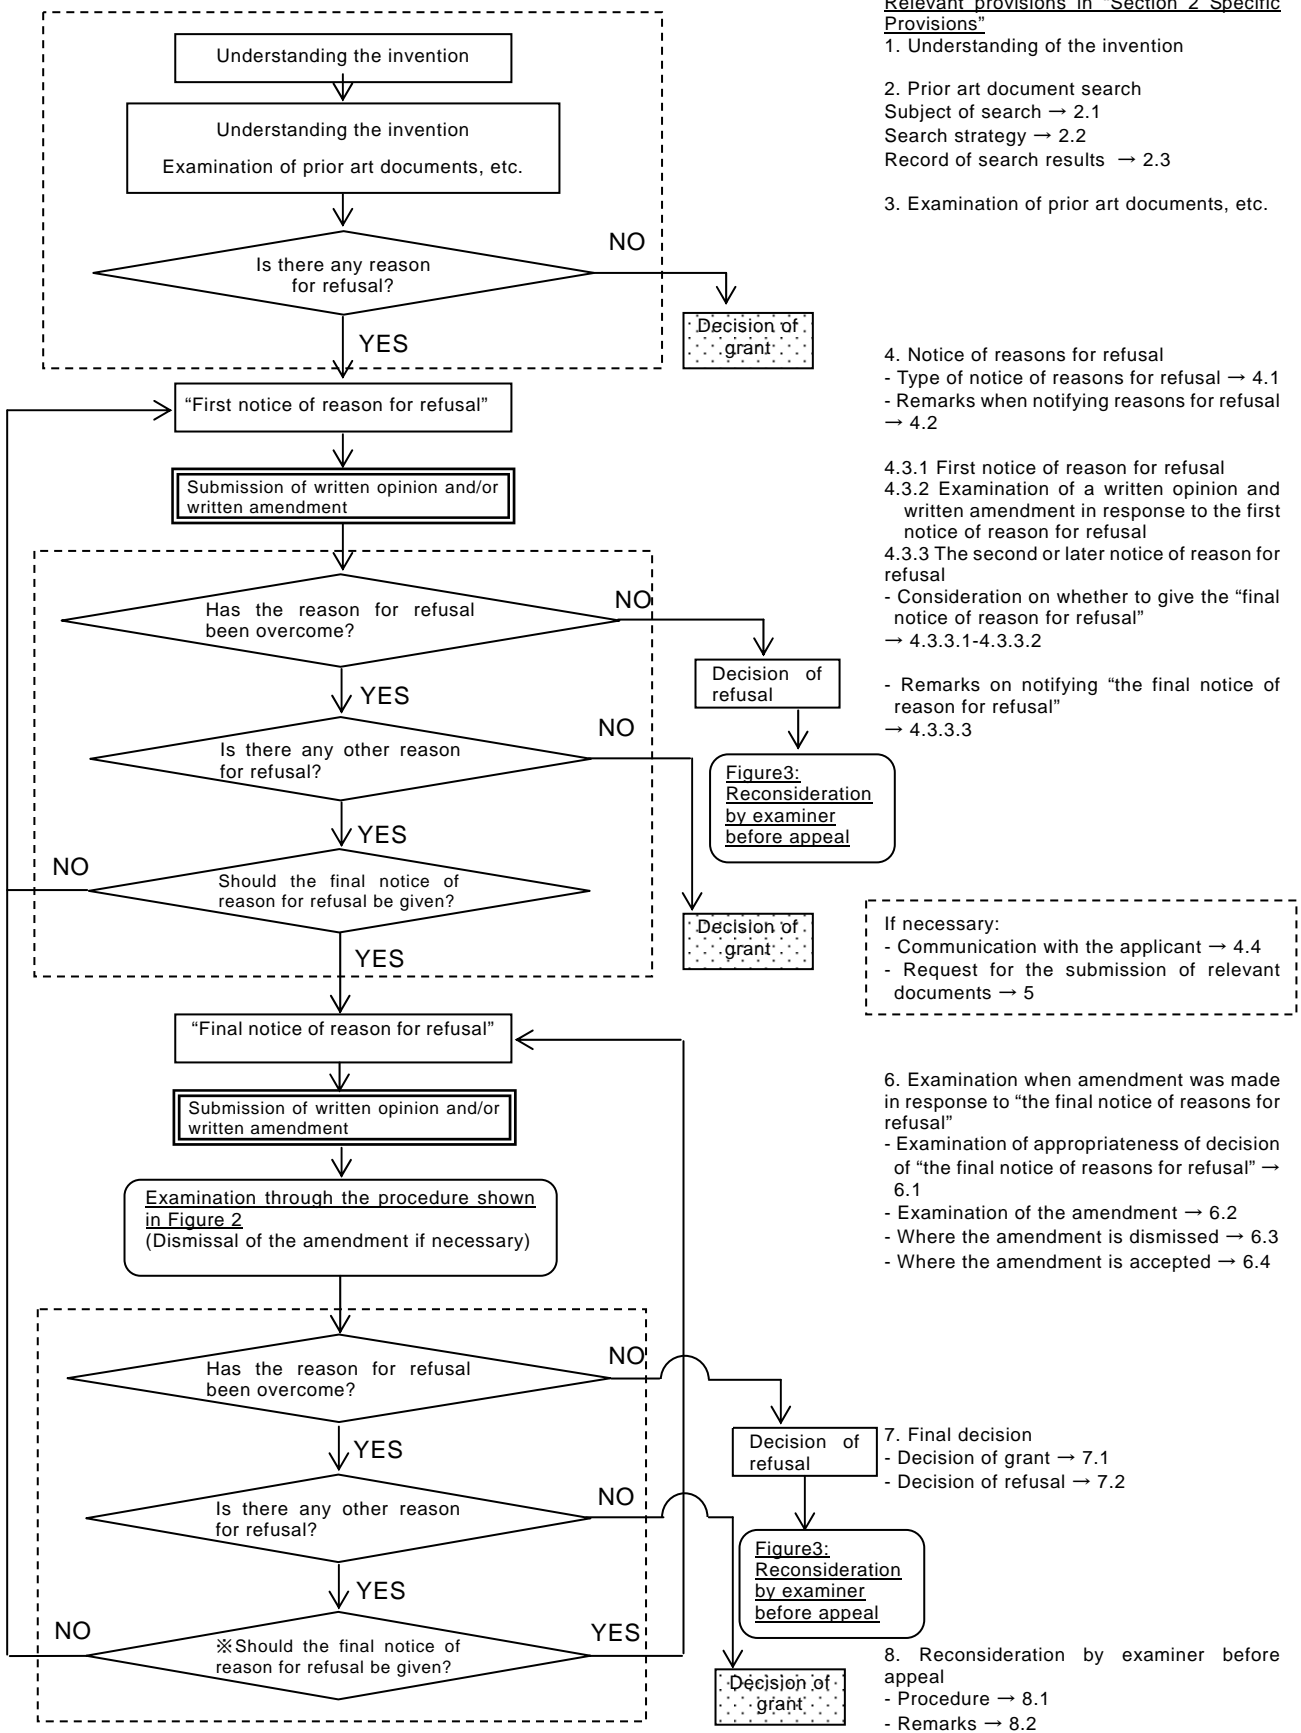 Relevant provisions in “Section 2 Specific
Provisions”
1. Understanding of the invention
2. Prior art document search
Subject of search → 2.1
Search strategy → 2.2
Record of search results → 2.3
3. Examination of prior art documents, etc.
Understanding the invention
Understanding the invention
Examination of prior art documents, etc.
Is there any reason
for refusal?
NO
YES
Decision of
grant
4. Notice of reasons for refusal
- Type of notice of reasons for refusal → 4.1
- Remarks when notifying reasons for refusal
→ 4.2
4.3.1 First notice of reason for refusal
4.3.2 Examination of a written opinion and
written amendment in response to the first
notice of reason for refusal
4.3.3 The second or later notice of reason for
refusal
- Consideration on whether to give the “final
notice of reason for refusal”
→ 4.3.3.1-4.3.3.2
- Remarks on notifying “the final notice of
reason for refusal”
→ 4.3.3.3
“First notice of reason for refusal”
Submission of written opinion and/or
written amendment
Has the reason for refusal
been overcome?
NO
YES
Decision of
refusal
Figure3:
Reconsideration
by examiner
before appeal
Is there any other reason
for refusal?
NO
YES
Should the final notice of
reason for refusal be given?
NO
YES
Decision of
grant
If necessary:
- Communication with the applicant → 4.4
- Request for the submission of relevant
documents → 5
“Final notice of reason for refusal”
Submission of written opinion and/or
written amendment
Examination through the procedure shown
in Figure 2
(Dismissal of the amendment if necessary)
6. Examination when amendment was made
in response to “the final notice of reasons for
refusal”
- Examination of appropriateness of decision
of “the final notice of reasons for refusal” →
6.1
- Examination of the amendment → 6.2
- Where the amendment is dismissed → 6.3
- Where the amendment is accepted → 6.4
Has the reason for refusal
been overcome?
NO
YES
Decision of
refusal
7. Final decision
- Decision of grant → 7.1
- Decision of refusal → 7.2
Is there any other reason
for refusal?
NO
YES
Figure3:
Reconsideration
by examiner
before appeal
※Should the final notice of
reason for refusal be given?
NO
YES
Decision of
grant
8. Reconsideration by examiner before
appeal
- Procedure → 8.1
- Remarks → 8.2